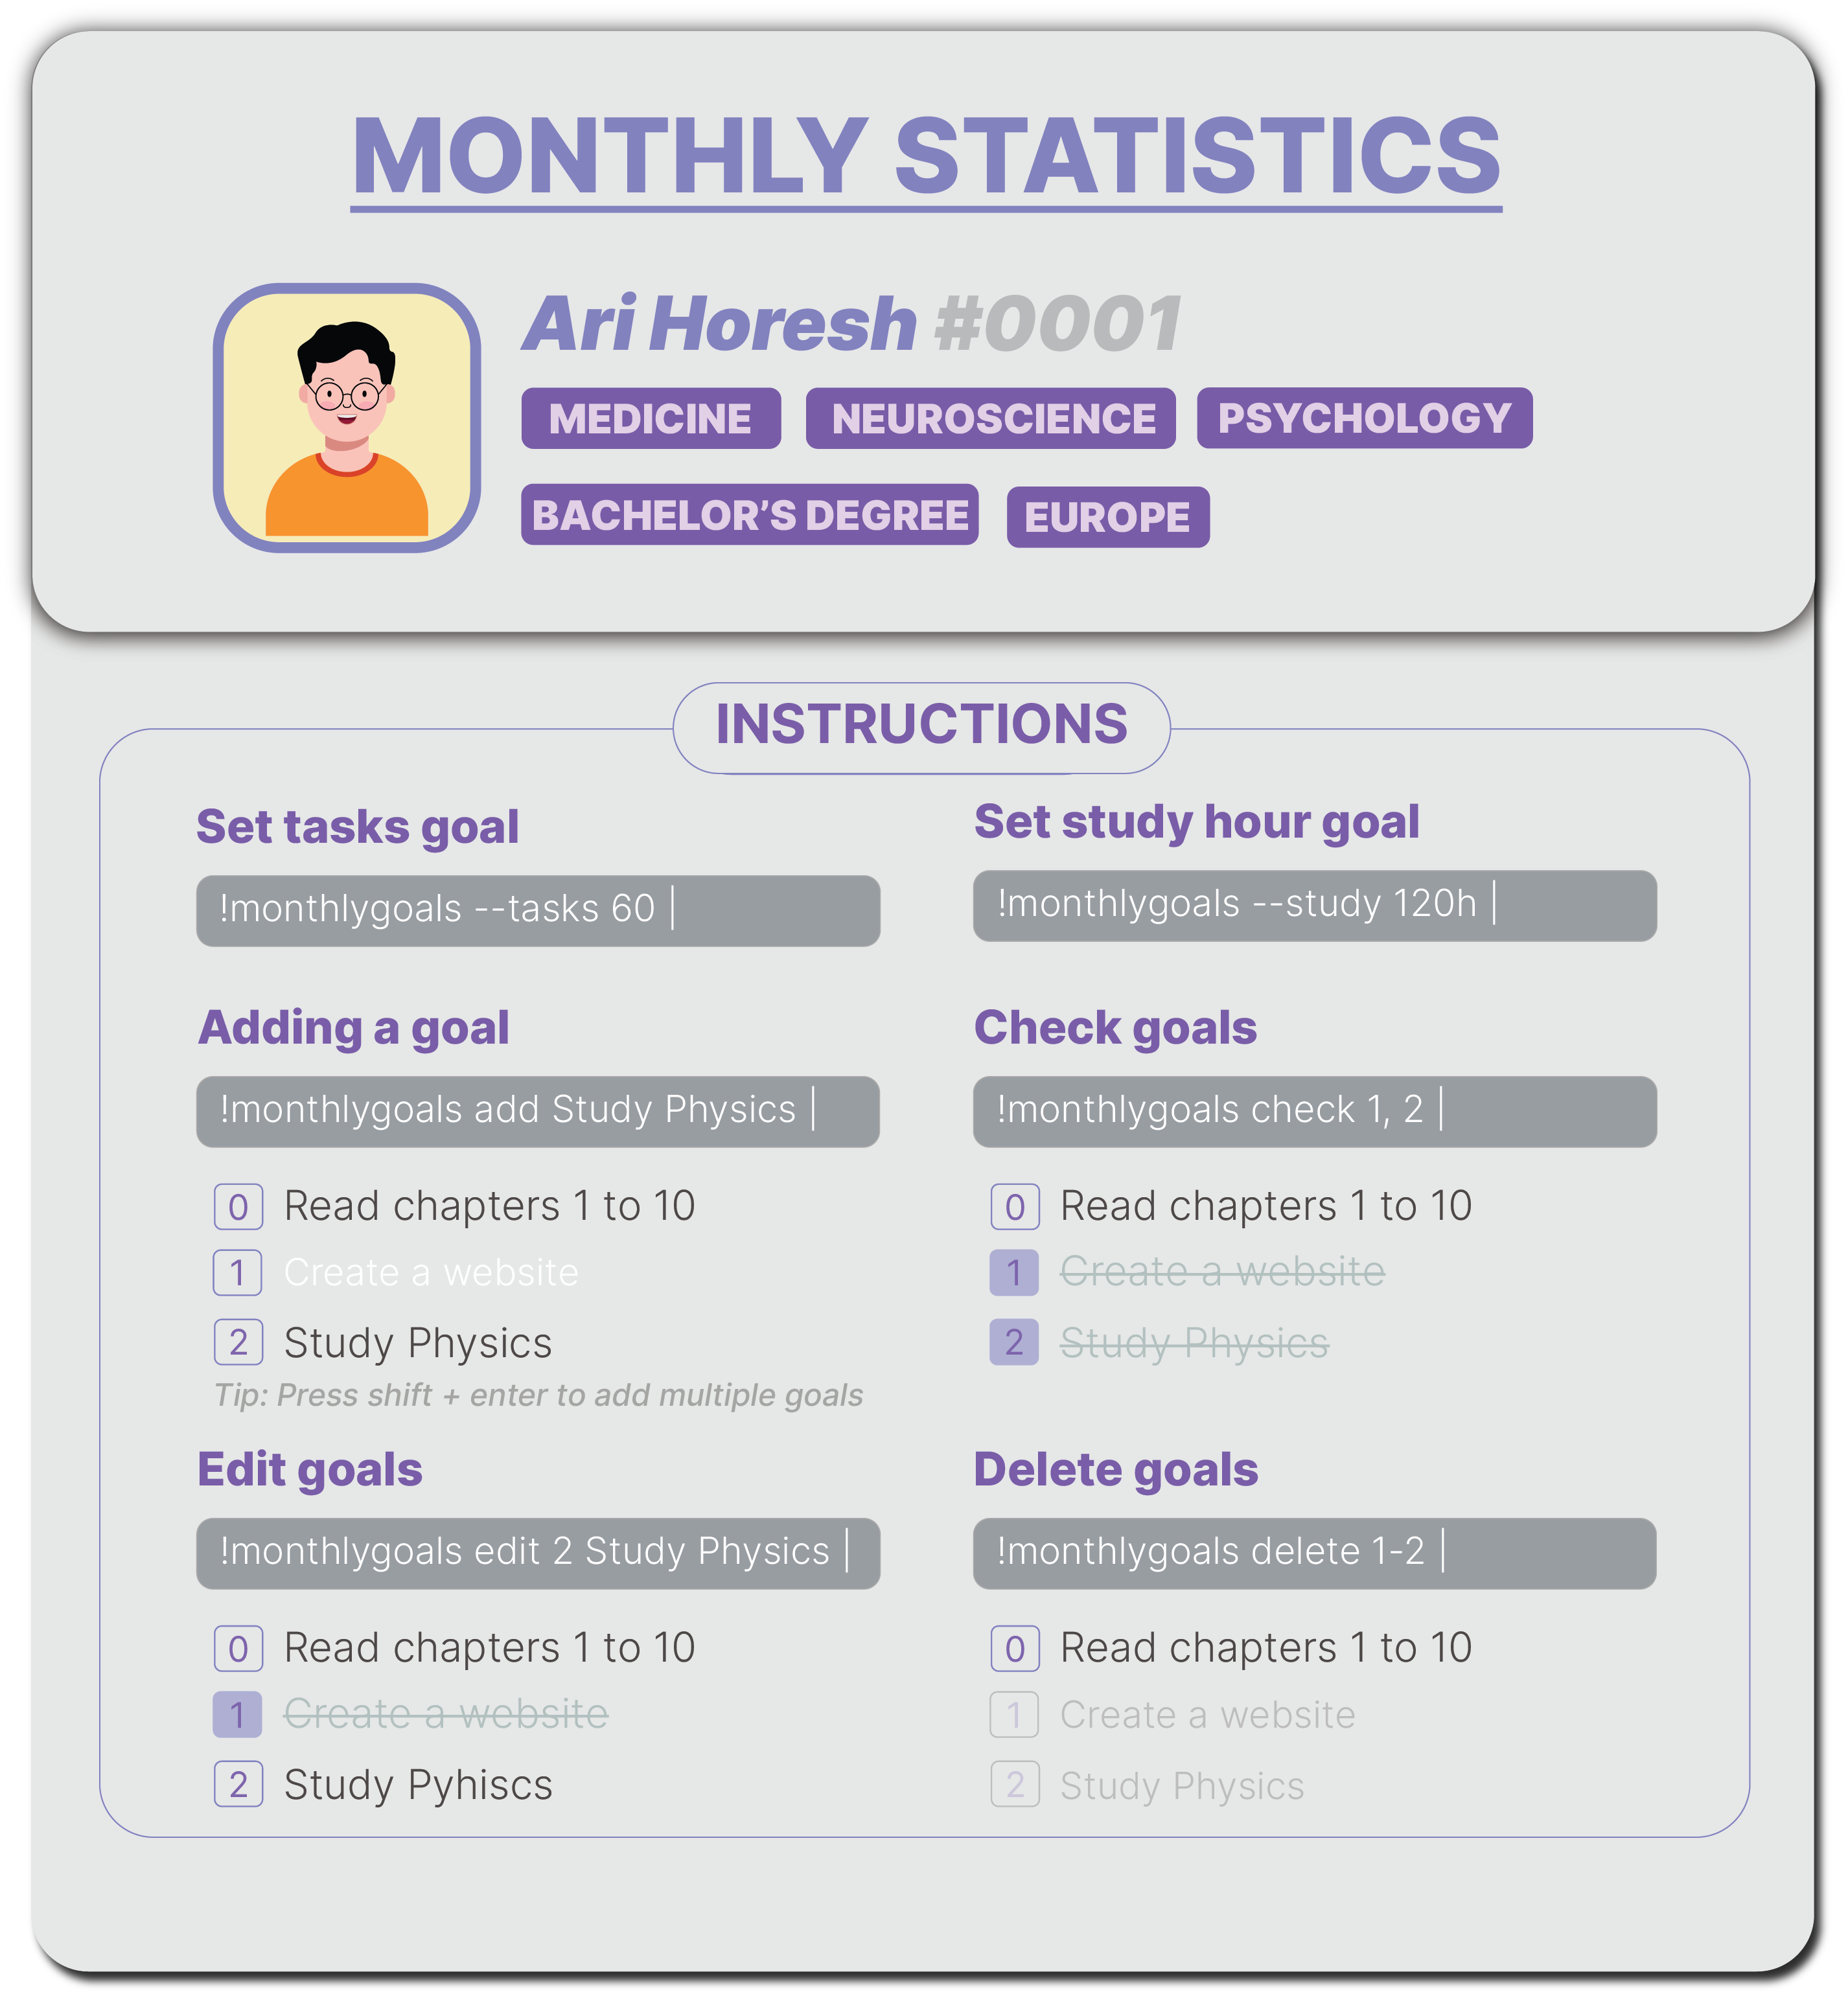 MONTHLY STATISTICS
Ari Horesh #0001
MEDICINE NEUROSCIENCE PSYCHOLOGY
BACHELOR'S DEGREE EUROPE
INSTRUCTIONS
Set tasks goal
!monthlygoals --tasks 60 |
Set study hour goal
!monthlygoals --study 120h |
Adding a goal
!monthlygoals add Study Physics |
0 Read chapters 1 to 10
1 Create a website
2 Study Physics
Tip: Press shift + enter to add multiple goals
Check goals
!monthlygoals check 1, 2 |
0 Read chapters 1 to 10
1 Create a website
2 Study Physics
Edit goals
!monthlygoals edit 2 Study Physics |
0 Read chapters 1 to 10
1 Create a website
2 Study Pyhiscs
Delete goals
!monthlygoals delete 1-2 |
0 Read chapters 1 to 10
1 Create a website
2 Study Physics